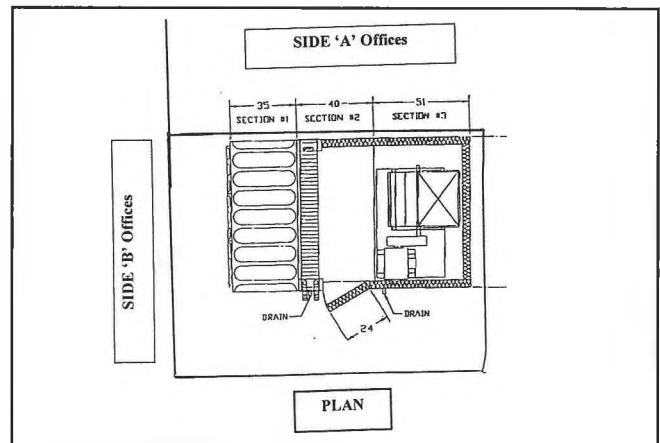 SIDE ‘A’ Offices
35 40 51
SECTION #1 SECTION #2 SECTION #3
SIDE ‘B’ Offices
DRAIN 24 DRAIN
PLAN